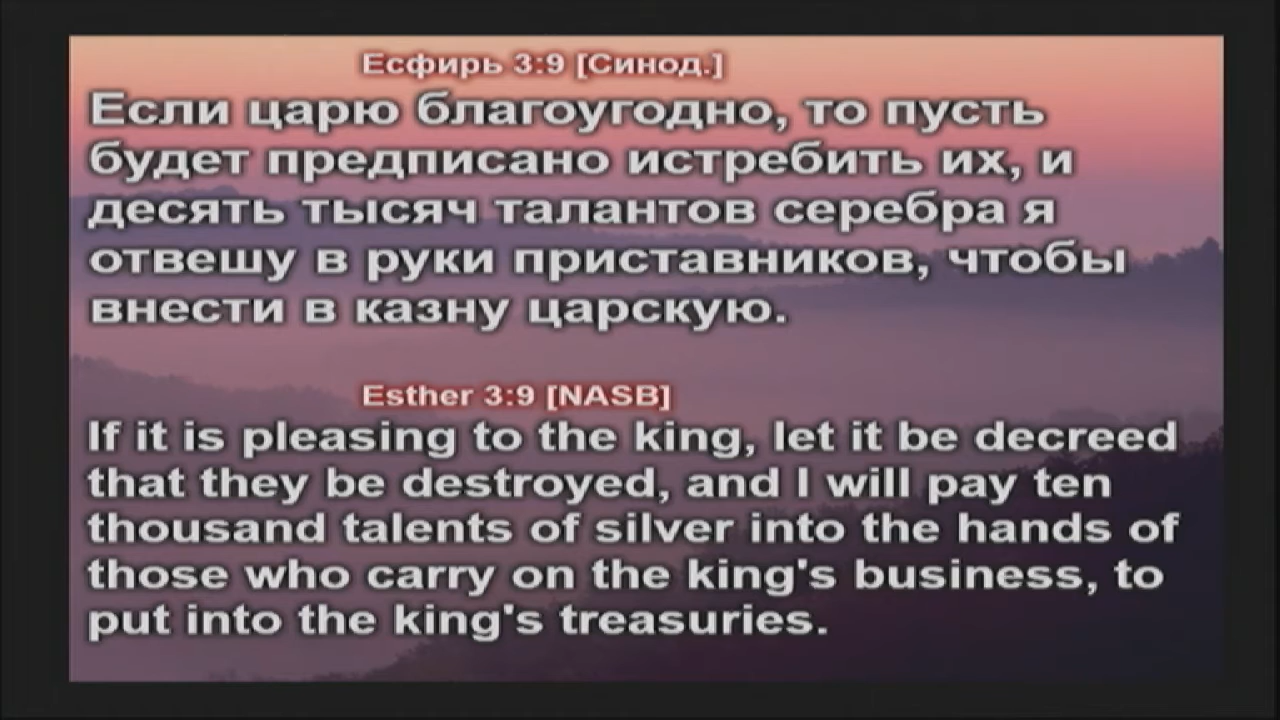 Есфирь 3:9 [Синод.]
Если царю благоугодно, то пусть
будет предписано истребить их, и
десять тысяч талантов серебра я
отвешу в руки приставников, чтобы
внести в казну царскую.
Esther 3:9 [NASB]
If it is pleasing to the king, let it be decreed
that they be destroyed, and I will pay ten
thousand talents of silver into the hands of
those who carry on the king's business, to
put into the king's treasuries.